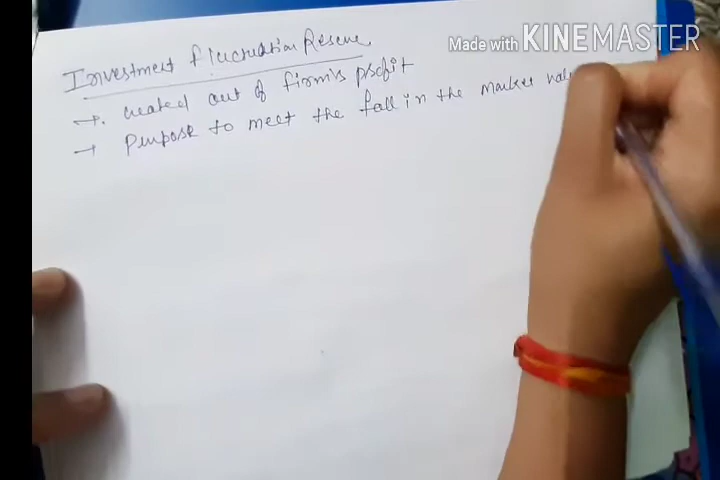 Made with KINEMASTER
Investment Fluctuation Reserve
→ created out of firm's profit
→ Purpose to meet the fall in the market